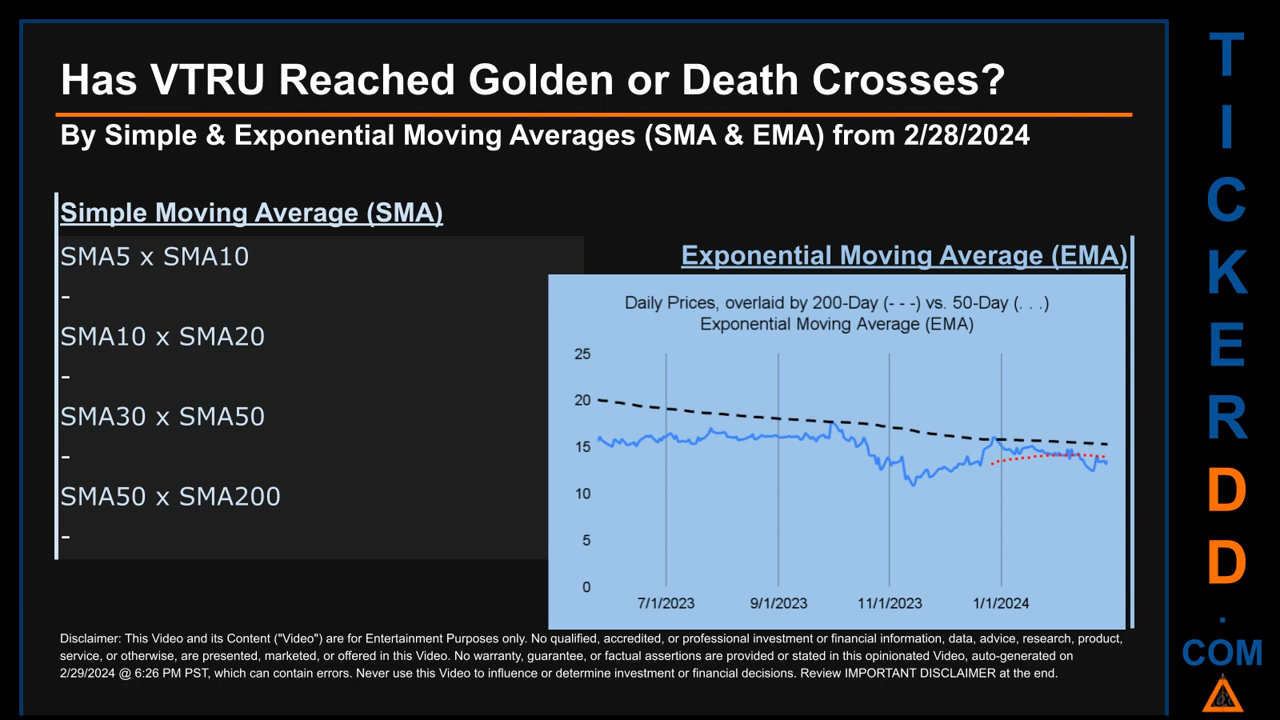 Has VTRU Reached Golden or Death Crosses?
By Simple & Exponential Moving Averages (SMA & EMA) from 2/28/2024
Simple Moving Average (SMA)
SMA5 x SMA10
-
SMA10 x SMA20
-
SMA30 x SMA50
-
SMA50 x SMA200
-
Exponential Moving Average (EMA)
Daily Prices, overlaid by 200-Day (- - -) vs. 50-Day (. . .)
Exponential Moving Average (EMA)
25
20
15
10
5
0
7/1/2023 9/1/2023 11/1/2023 1/1/2024
Disclaimer: This Video and its Content ("Video") are for Entertainment Purposes only. No qualified, accredited, or professional investment or financial information, data, advice, research, product,
service, or otherwise, are presented, marketed, or offered in this Video. No warranty, guarantee, or factual assertions are provided or stated in this opinionated Video, auto-generated on
2/29/2024 @ 6:26 PM PST, which can contain errors. Never use this Video to influence or determine investment or financial decisions. Review IMPORTANT DISCLAIMER at the end.
T
I
C
K
E
R
D
D
.
COM